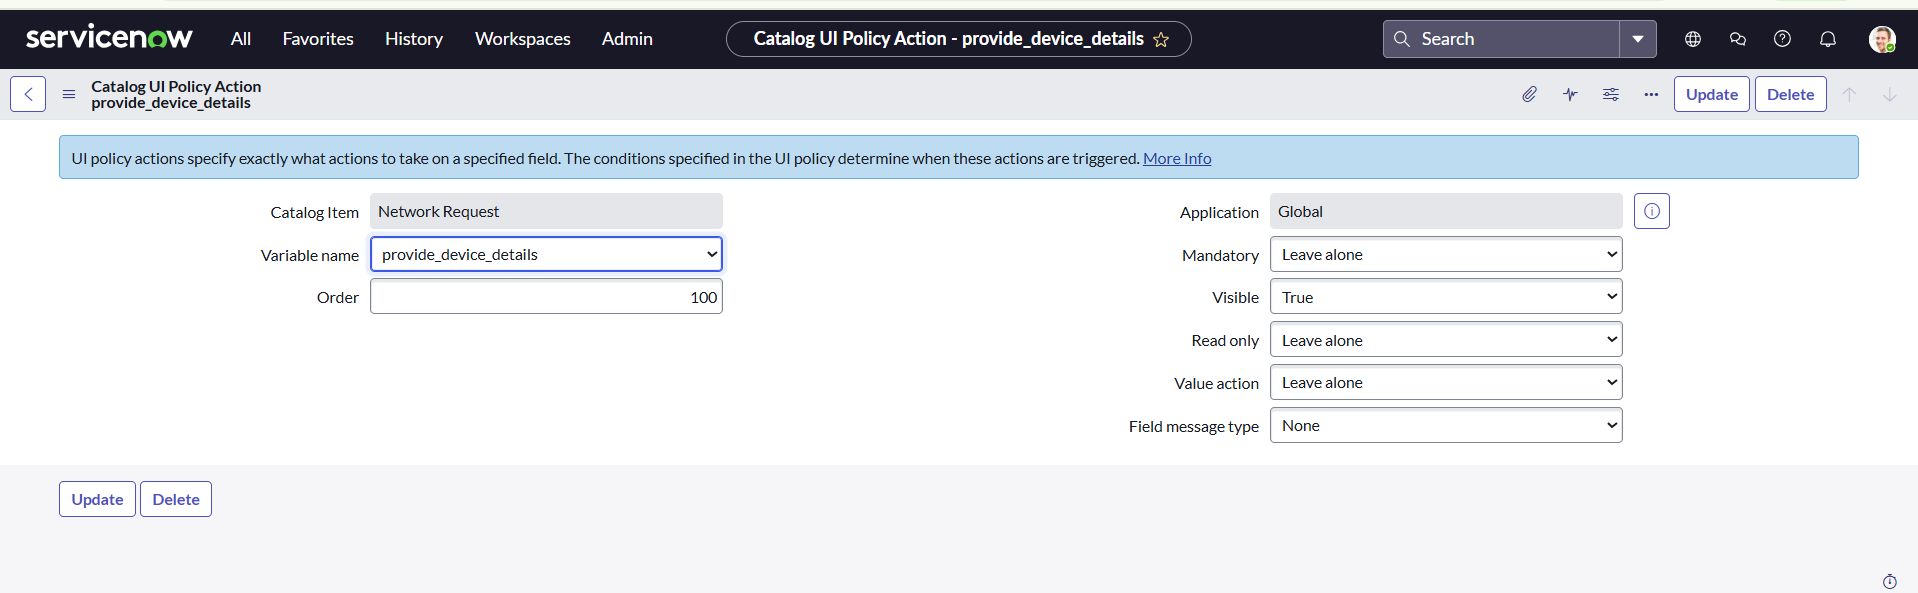 servicenow All Favorites History Workspaces Admin Catalog UI Policy Action - provide_device_details Search
Catalog UI Policy Action
provide_device_details
Update Delete
UI policy actions specify exactly what actions to take on a specified field. The conditions specified in the UI policy determine when these actions are triggered. More Info
Catalog Item Network Request
Variable name provide_device_details
Order 100
Application Global
Mandatory Leave alone
Visible True
Read only Leave alone
Value action Leave alone
Field message type None
Update Delete